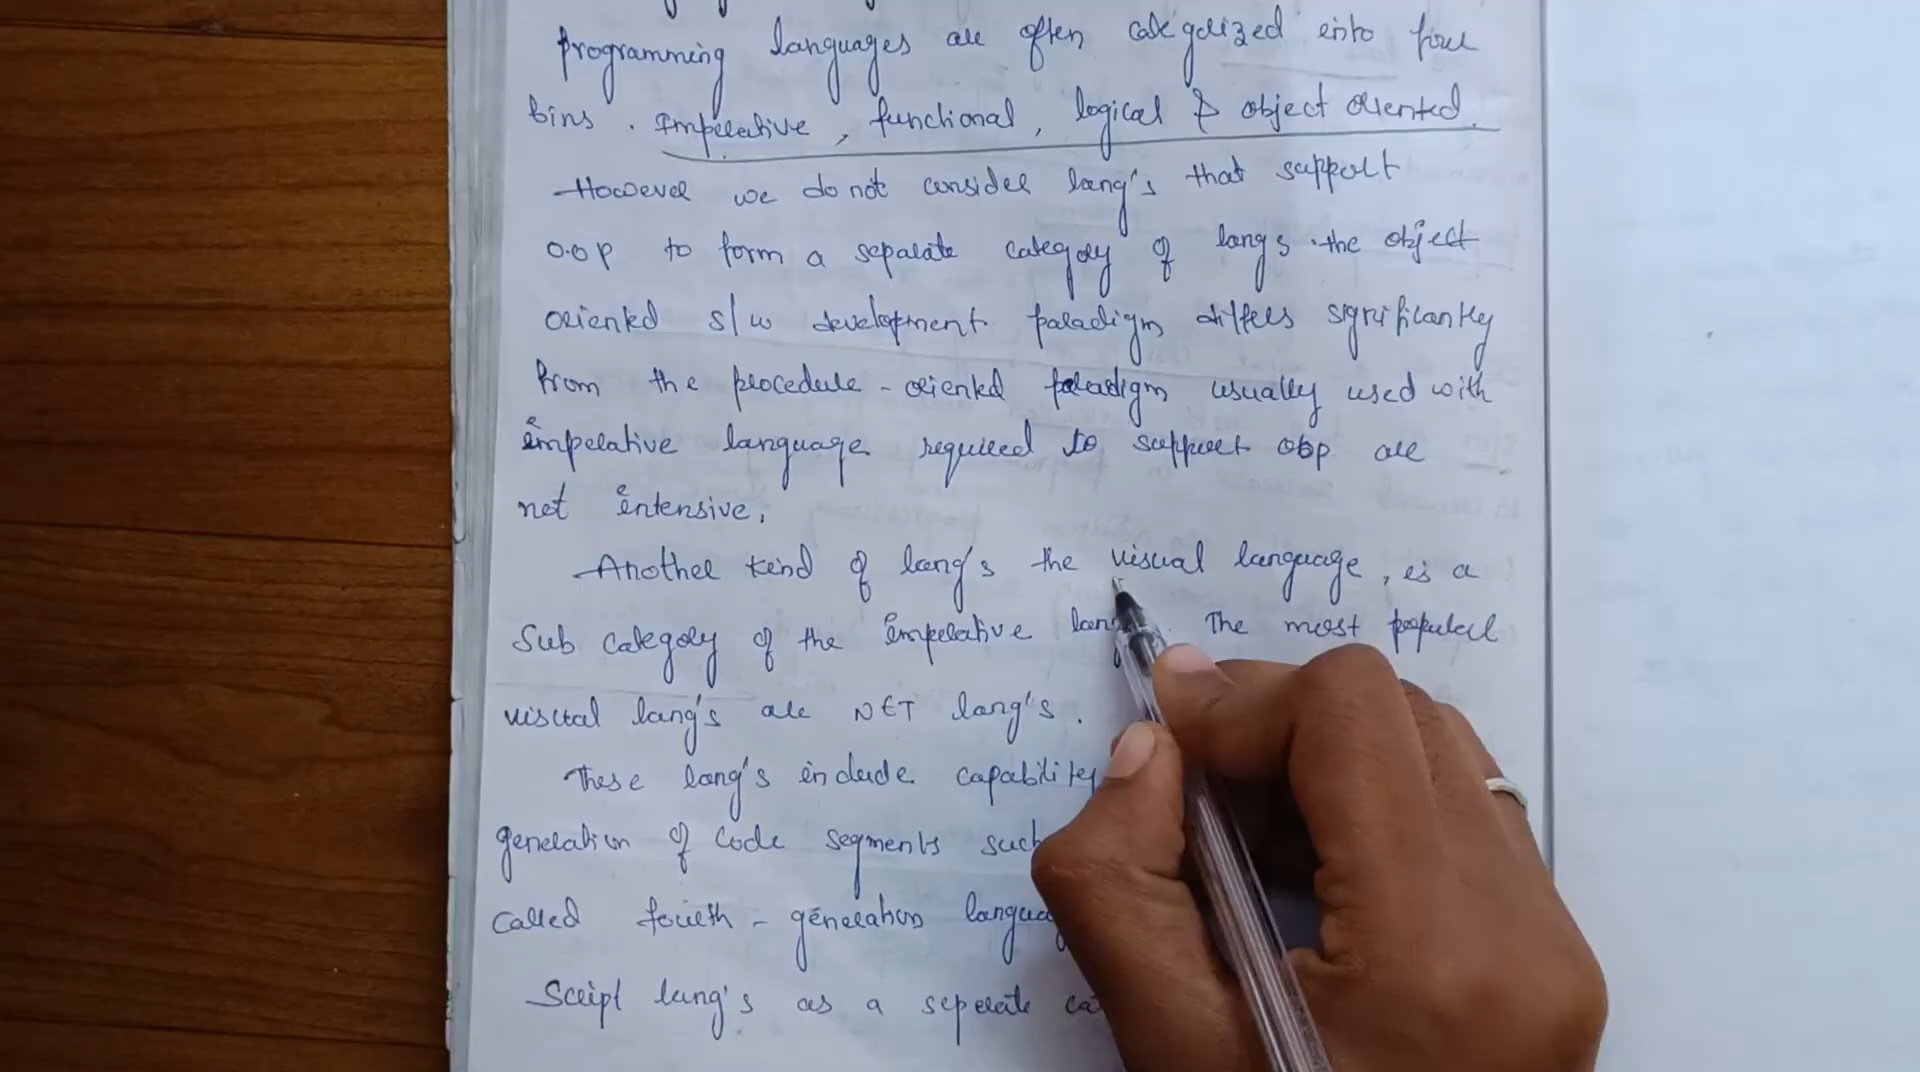 programming languages are often categorized into four
bins. Imperative, functional, logical & object oriented.
However we do not consider lang's that support
O.O P to form a separate category of langs. the object
oriented s/w development paradigm differs significantly
from the procedure - oriented paradigm usually used with
imperative language required to support oop are
not intensive.
Another kind of lang's the visual language, is a
Sub category of the imperative lang. The most popular
visual lang's are NET lang's.
These lang's include capability
generation of code segments such
called fourth - generation
Script lang's as a seperate